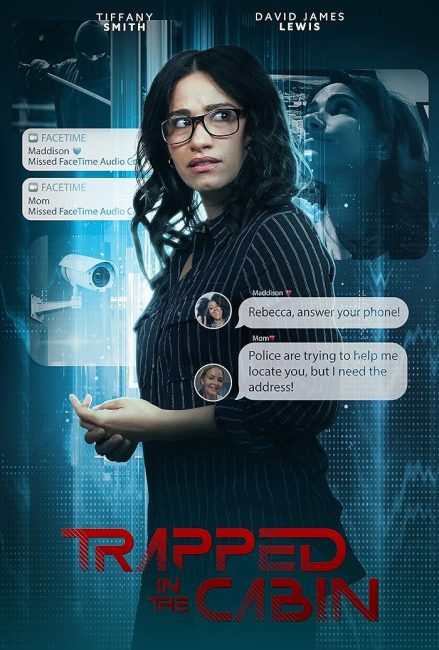 TIFFANY
SMITH
DAVID JAMES
LEWIS
FACETIME
Maddison 💙
Missed FaceTime Audio C
FACETIME
Mom
Missed FaceTime Audio C
Maddison ❤
Rebecca, answer your phone!
Mom❤
Police are trying to help me
locate you, but I need the
address!
TRAPPED
IN
THE CABIN